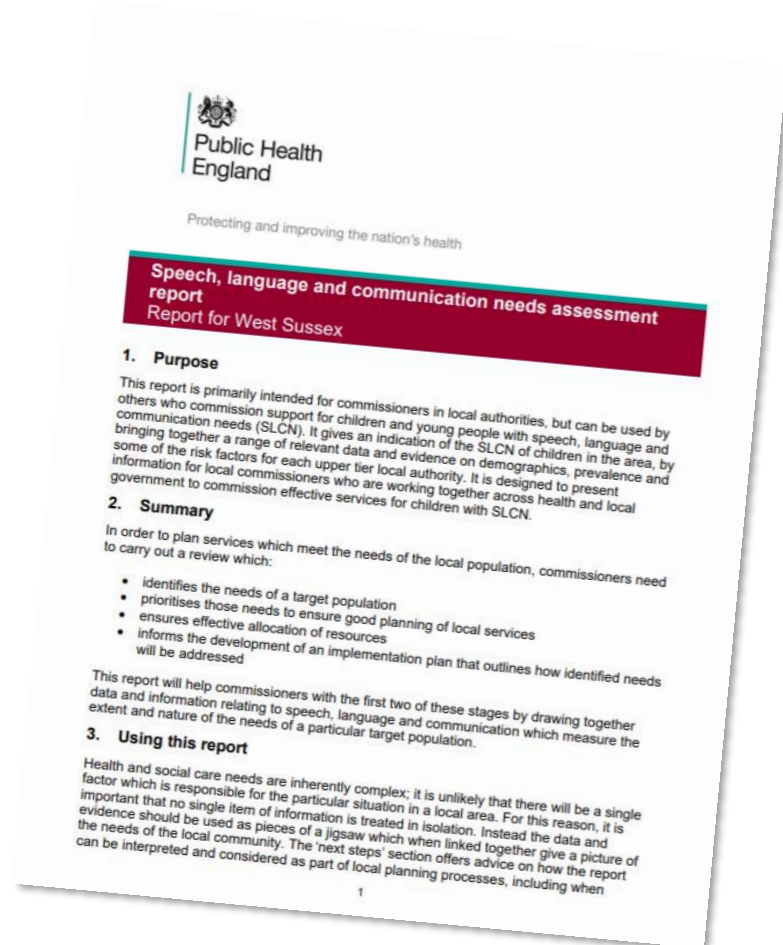 Public Health
England
Protecting and improving the nation's health
Speech, language and communication needs assessment
report
Report for West Sussex
1. Purpose
This report is primarily intended for commissioners in local authorities, but can be used by
others who commission support for children and young people with speech, language and
communication needs (SLCN). It gives an indication of the SLCN of children in the area, by
bringing together a range of relevant data and evidence on demographics, prevalence and
some of the risk factors for each upper tier local authority. It is designed to present
information for local commissioners who are working together across health and local
government to commission effective services for children with SLCN.
2. Summary
In order to plan services which meet the needs of the local population, commissioners need
to carry out a review which:
• identifies the needs of a target population
• prioritises those needs to ensure good planning of local services
• ensures effective allocation of resources
• informs the development of an implementation plan that outlines how identified needs
will be addressed
This report will help commissioners with the first two of these stages by drawing together
data and information relating to speech, language and communication which measure the
extent and nature of the needs of a particular target population.
3. Using this report
Health and social care needs are inherently complex; it is unlikely that there will be a single
factor which is responsible for the particular situation in a local area. For this reason, it is
important that no single item of information is treated in isolation. Instead the data and
evidence should be used as pieces of a jigsaw which when linked together give a picture of
the needs of the local community. The 'next steps' section offers advice on how the report
can be interpreted and considered as part of local planning processes, including when
1